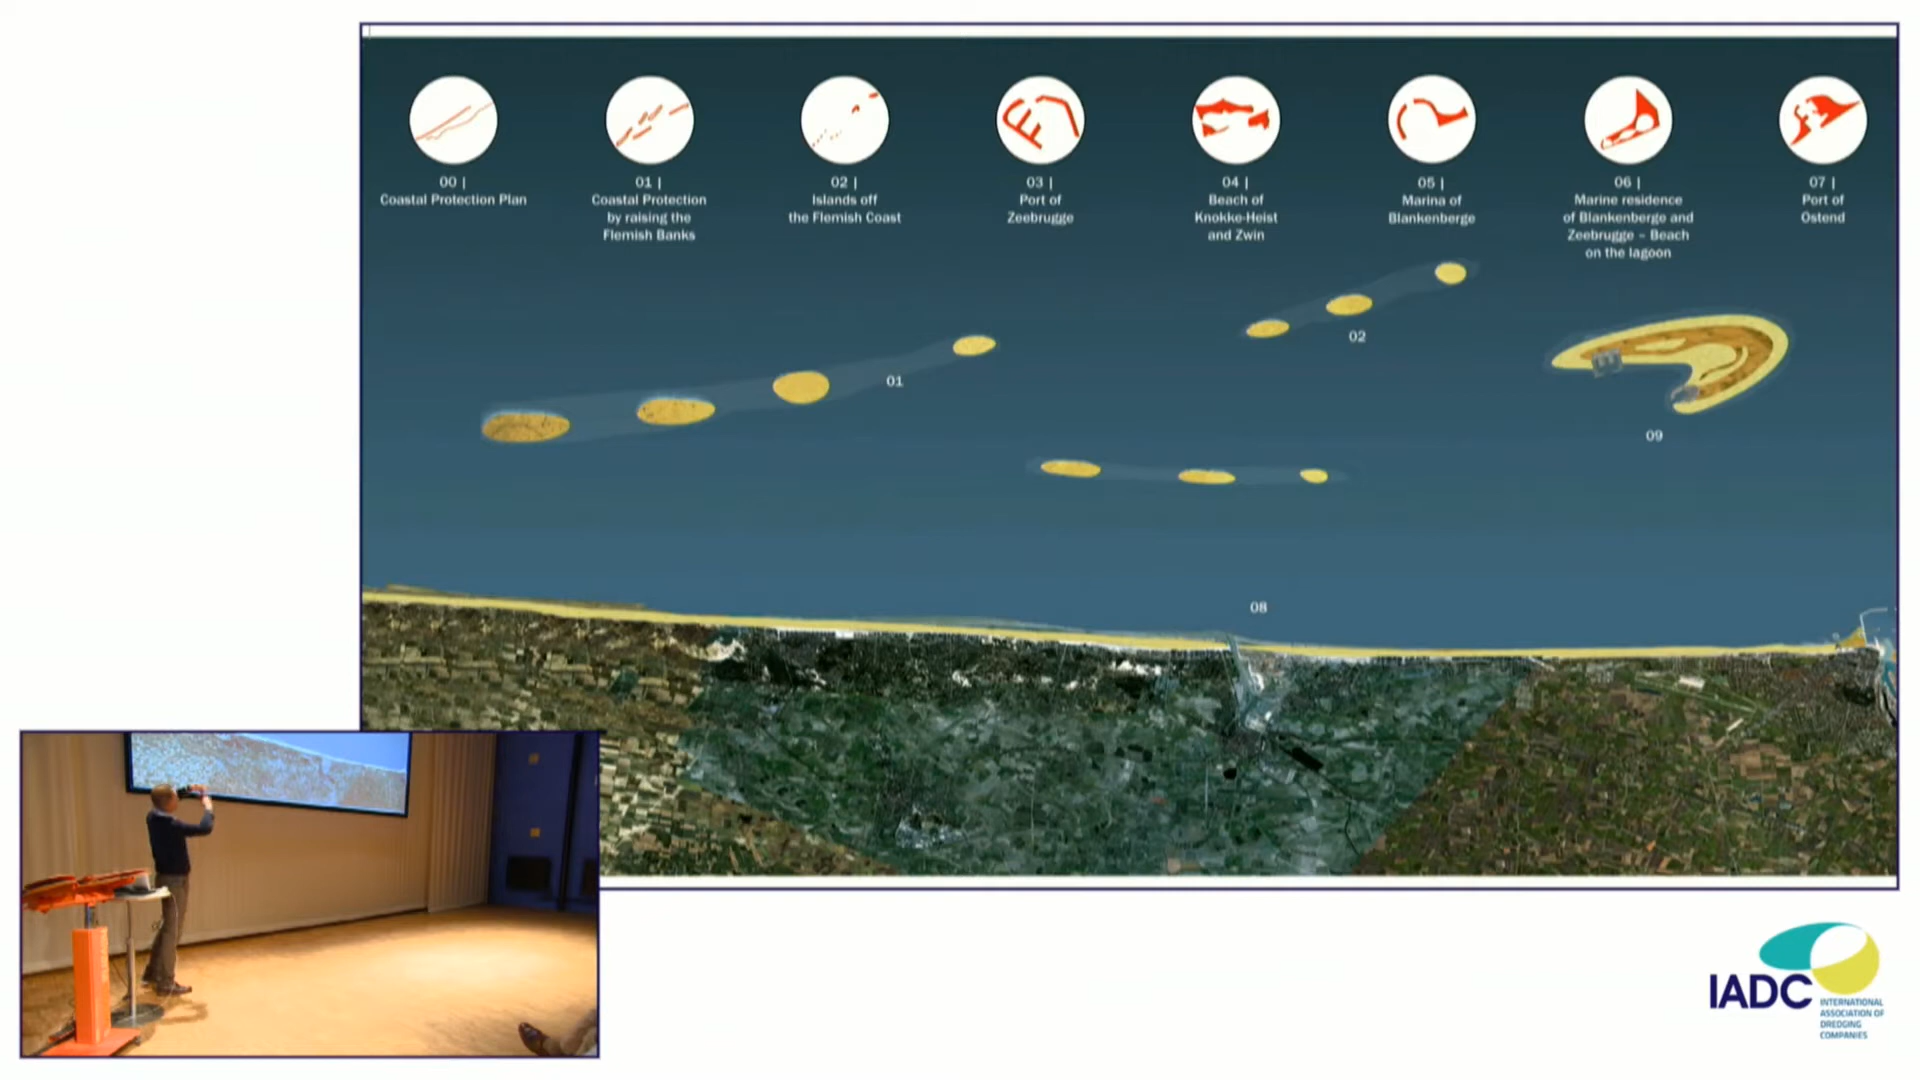 00 |
Coastal Protection Plan
01 |
Coastal Protection
by raising the
Flemish Banks
02 |
Islands off
the Flemish Coast
03 |
Port of
Zeebrugge
04 |
Beach of
Knokke-Heist
and Zwin
05 |
Marina of
Blankenberge
06 |
Marine residence
of Blankenberge and
Zeebrugge – Beach
on the lagoon
07 |
Port of
Ostend
02
01
09
08
IADC
INTERNATIONAL
ASSOCIATION OF
DREDGING
COMPANIES